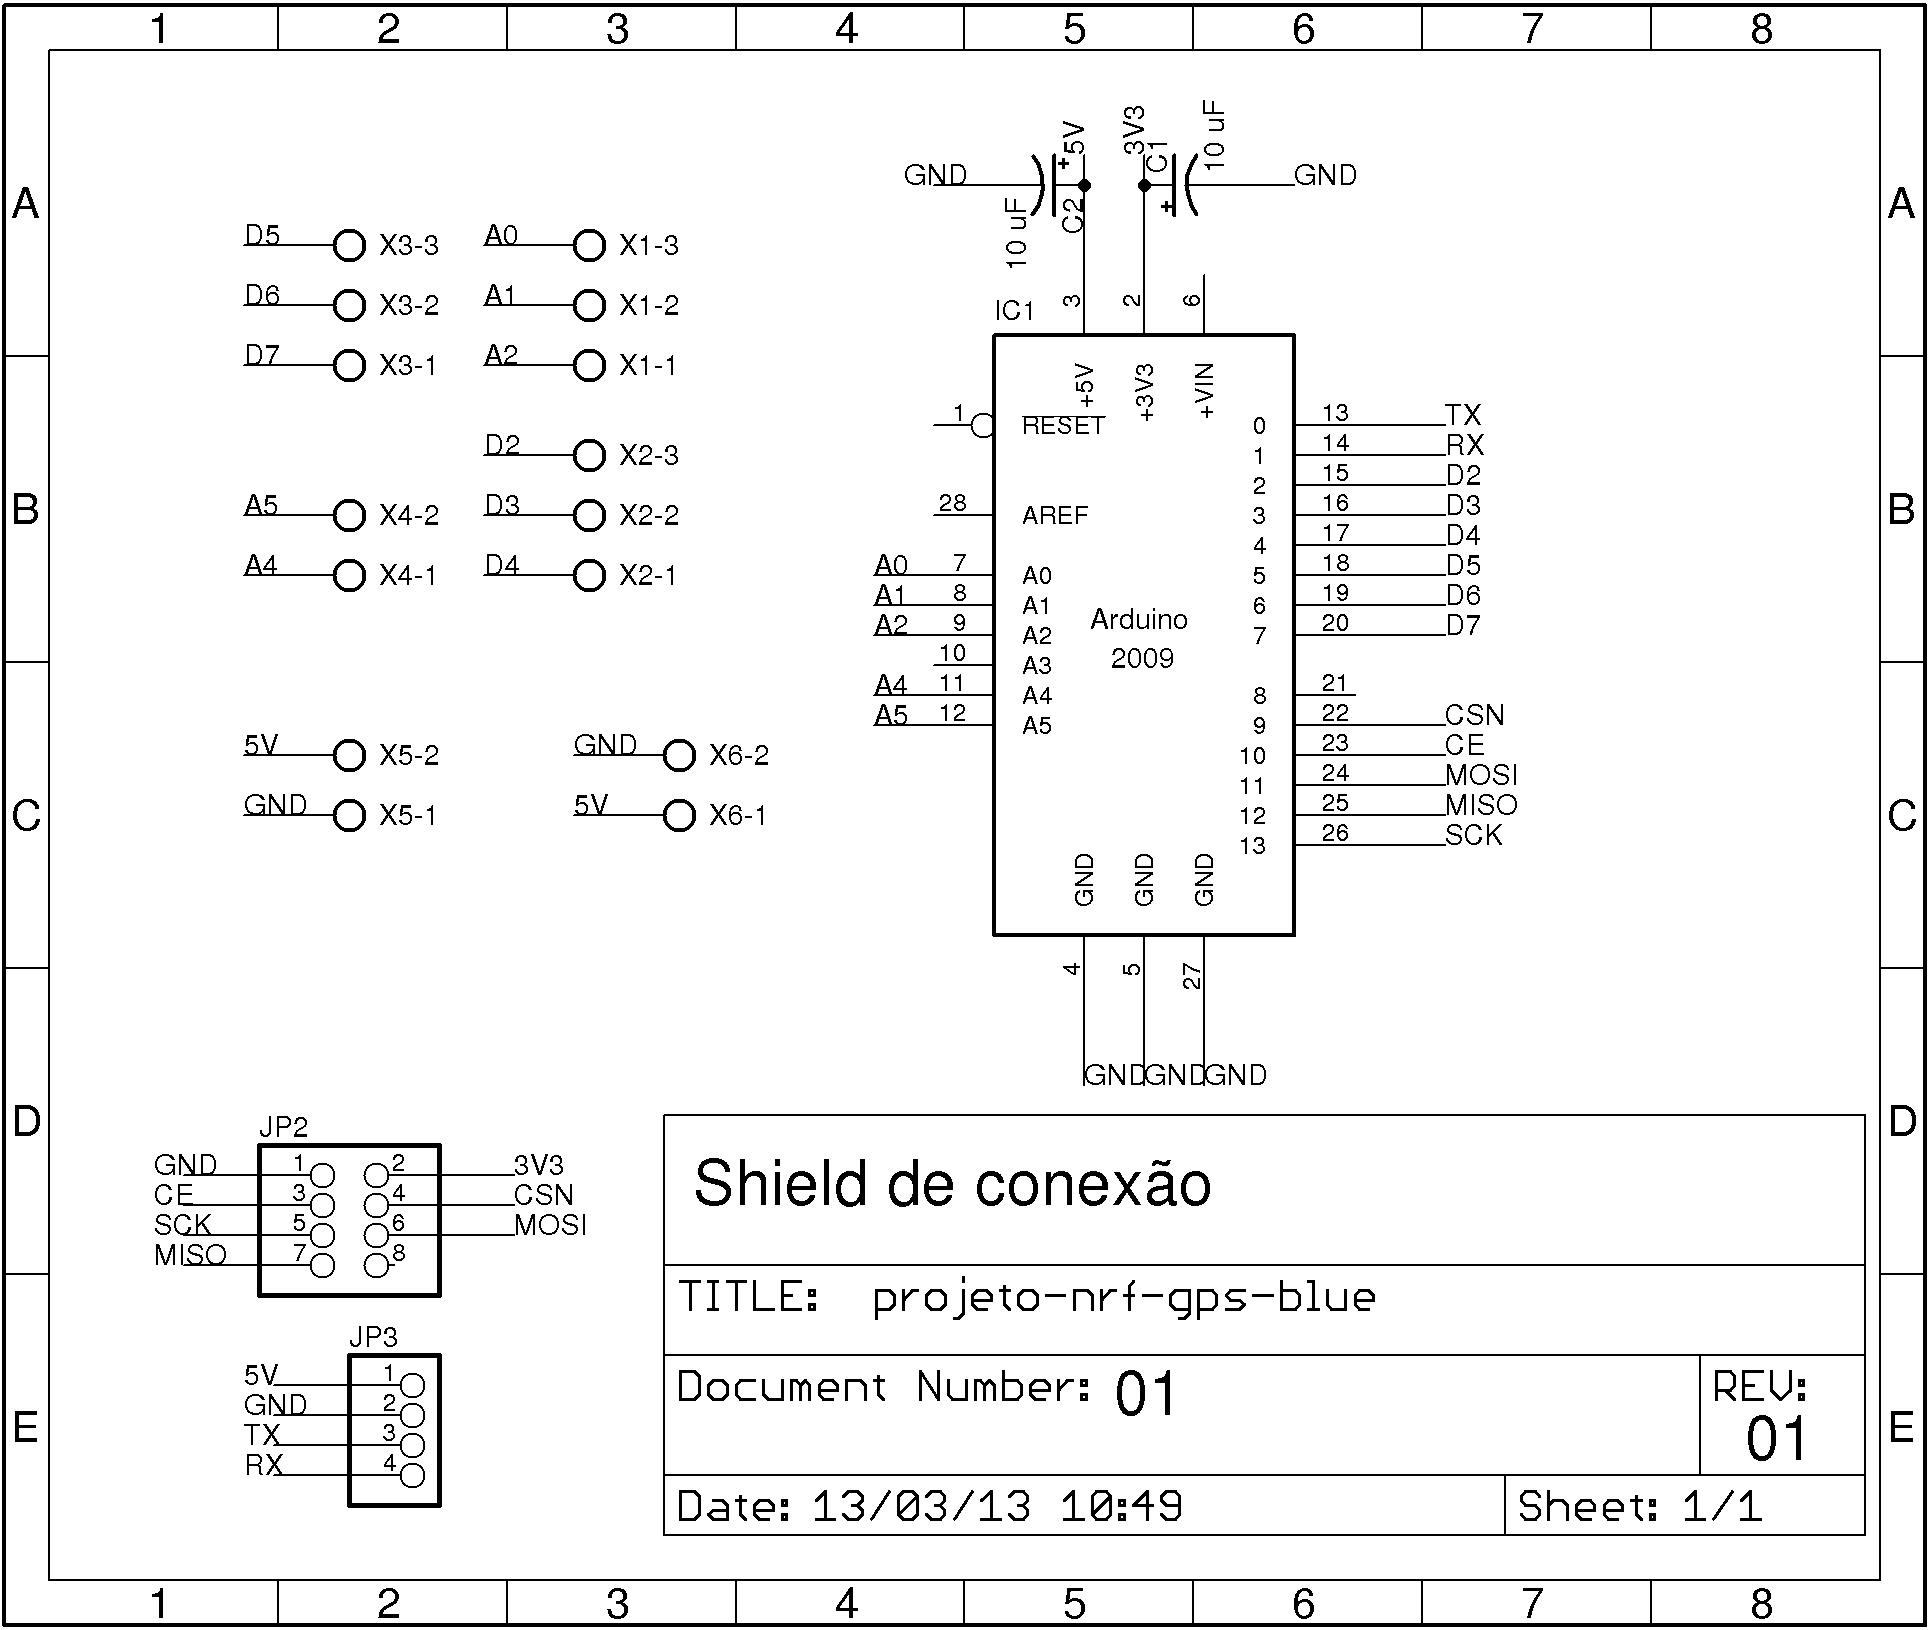 1 2 3 4 5 6 7 8
A A
B B
C C
D D
E E
D5 X3-3
D6 X3-2
D7 X3-1
A0 X1-3
A1 X1-2
A2 X1-1
D2 X2-3
D3 X2-2
D4 X2-1
A5 X4-2
A4 X4-1
5V X5-2
GND X5-1
GND X6-2
5V X6-1
GND 10 uF + C2 5V
3V3 C1 + 10 uF GND
IC1
3 2 6
+5V +3V3 +VIN
1 RESET
28 AREF
A0 7 A0
A1 8 A1
A2 9 A2
10 A3
A4 11 A4
A5 12 A5
Arduino
2009
0 13 TX
1 14 RX
2 15 D2
3 16 D3
4 17 D4
5 18 D5
6 19 D6
7 20 D7
8 21
9 22 CSN
10 23 CE
11 24 MOSI
12 25 MISO
13 26 SCK
GND GND GND
4 5 27
GND GND GND
JP2
GND 1 2 3V3
CE 3 4 CSN
SCK 5 6 MOSI
MISO 7 8
JP3
5V 1
GND 2
TX 3
RX 4
Shield de conexão
TITLE: projeto-nrf-gps-blue
Document Number: 01
REV:
01
Date: 13/03/13 10:49
Sheet: 1/1
1 2 3 4 5 6 7 8